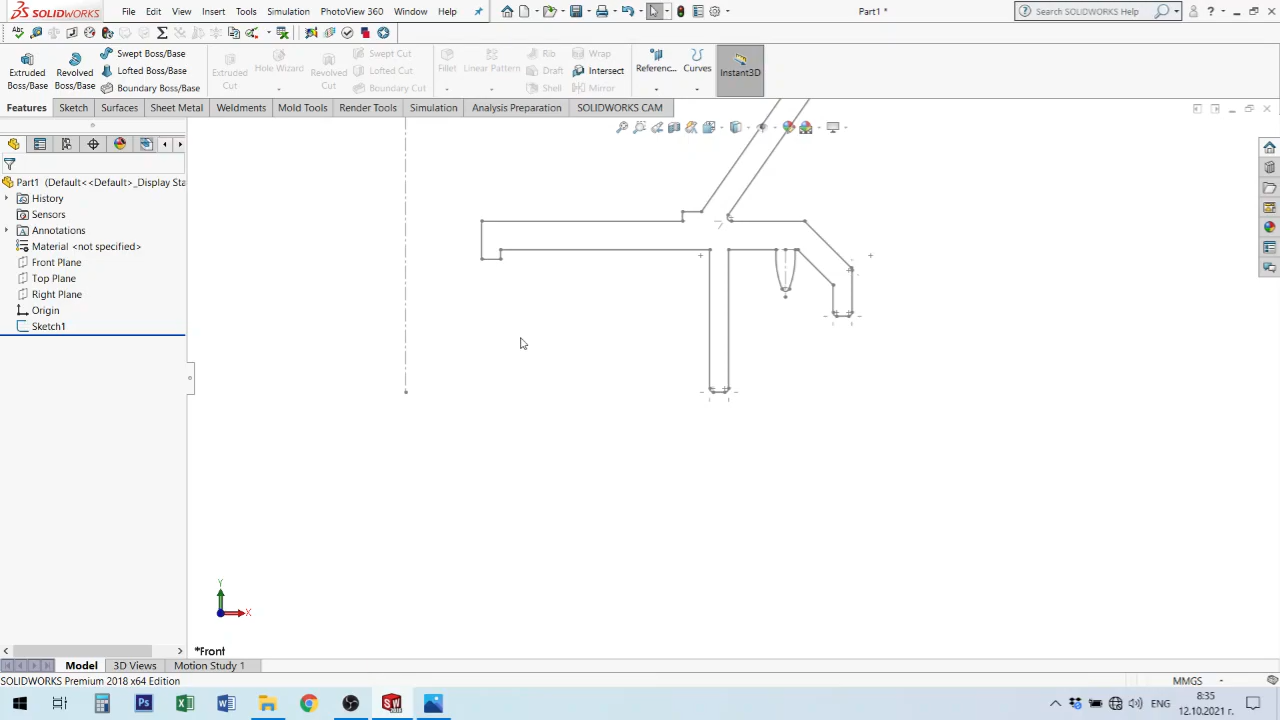 SOLIDWORKS
File Edit View Insert Tools Simulation PhotoView 360 Window Help
Part1 *
Search SOLIDWORKS Help
Extruded Boss/Base
Revolved Boss/Base
Swept Boss/Base
Lofted Boss/Base
Boundary Boss/Base
Extruded Cut
Hole Wizard
Revolved Cut
Swept Cut
Lofted Cut
Boundary Cut
Fillet
Linear Pattern
Rib
Draft
Shell
Wrap
Intersect
Mirror
Referenc...
Curves
Instant3D
Features Sketch Surfaces Sheet Metal Weldments Mold Tools Render Tools Simulation Analysis Preparation SOLIDWORKS CAM
Part1 (Default<<Default>_Display Sta
History
Sensors
Annotations
Material <not specified>
Front Plane
Top Plane
Right Plane
Origin
Sketch1
Y
X
*Front
Model 3D Views Motion Study 1
SOLIDWORKS Premium 2018 x64 Edition
MMGS
ЕНГ
8:35
12.10.2021 г.